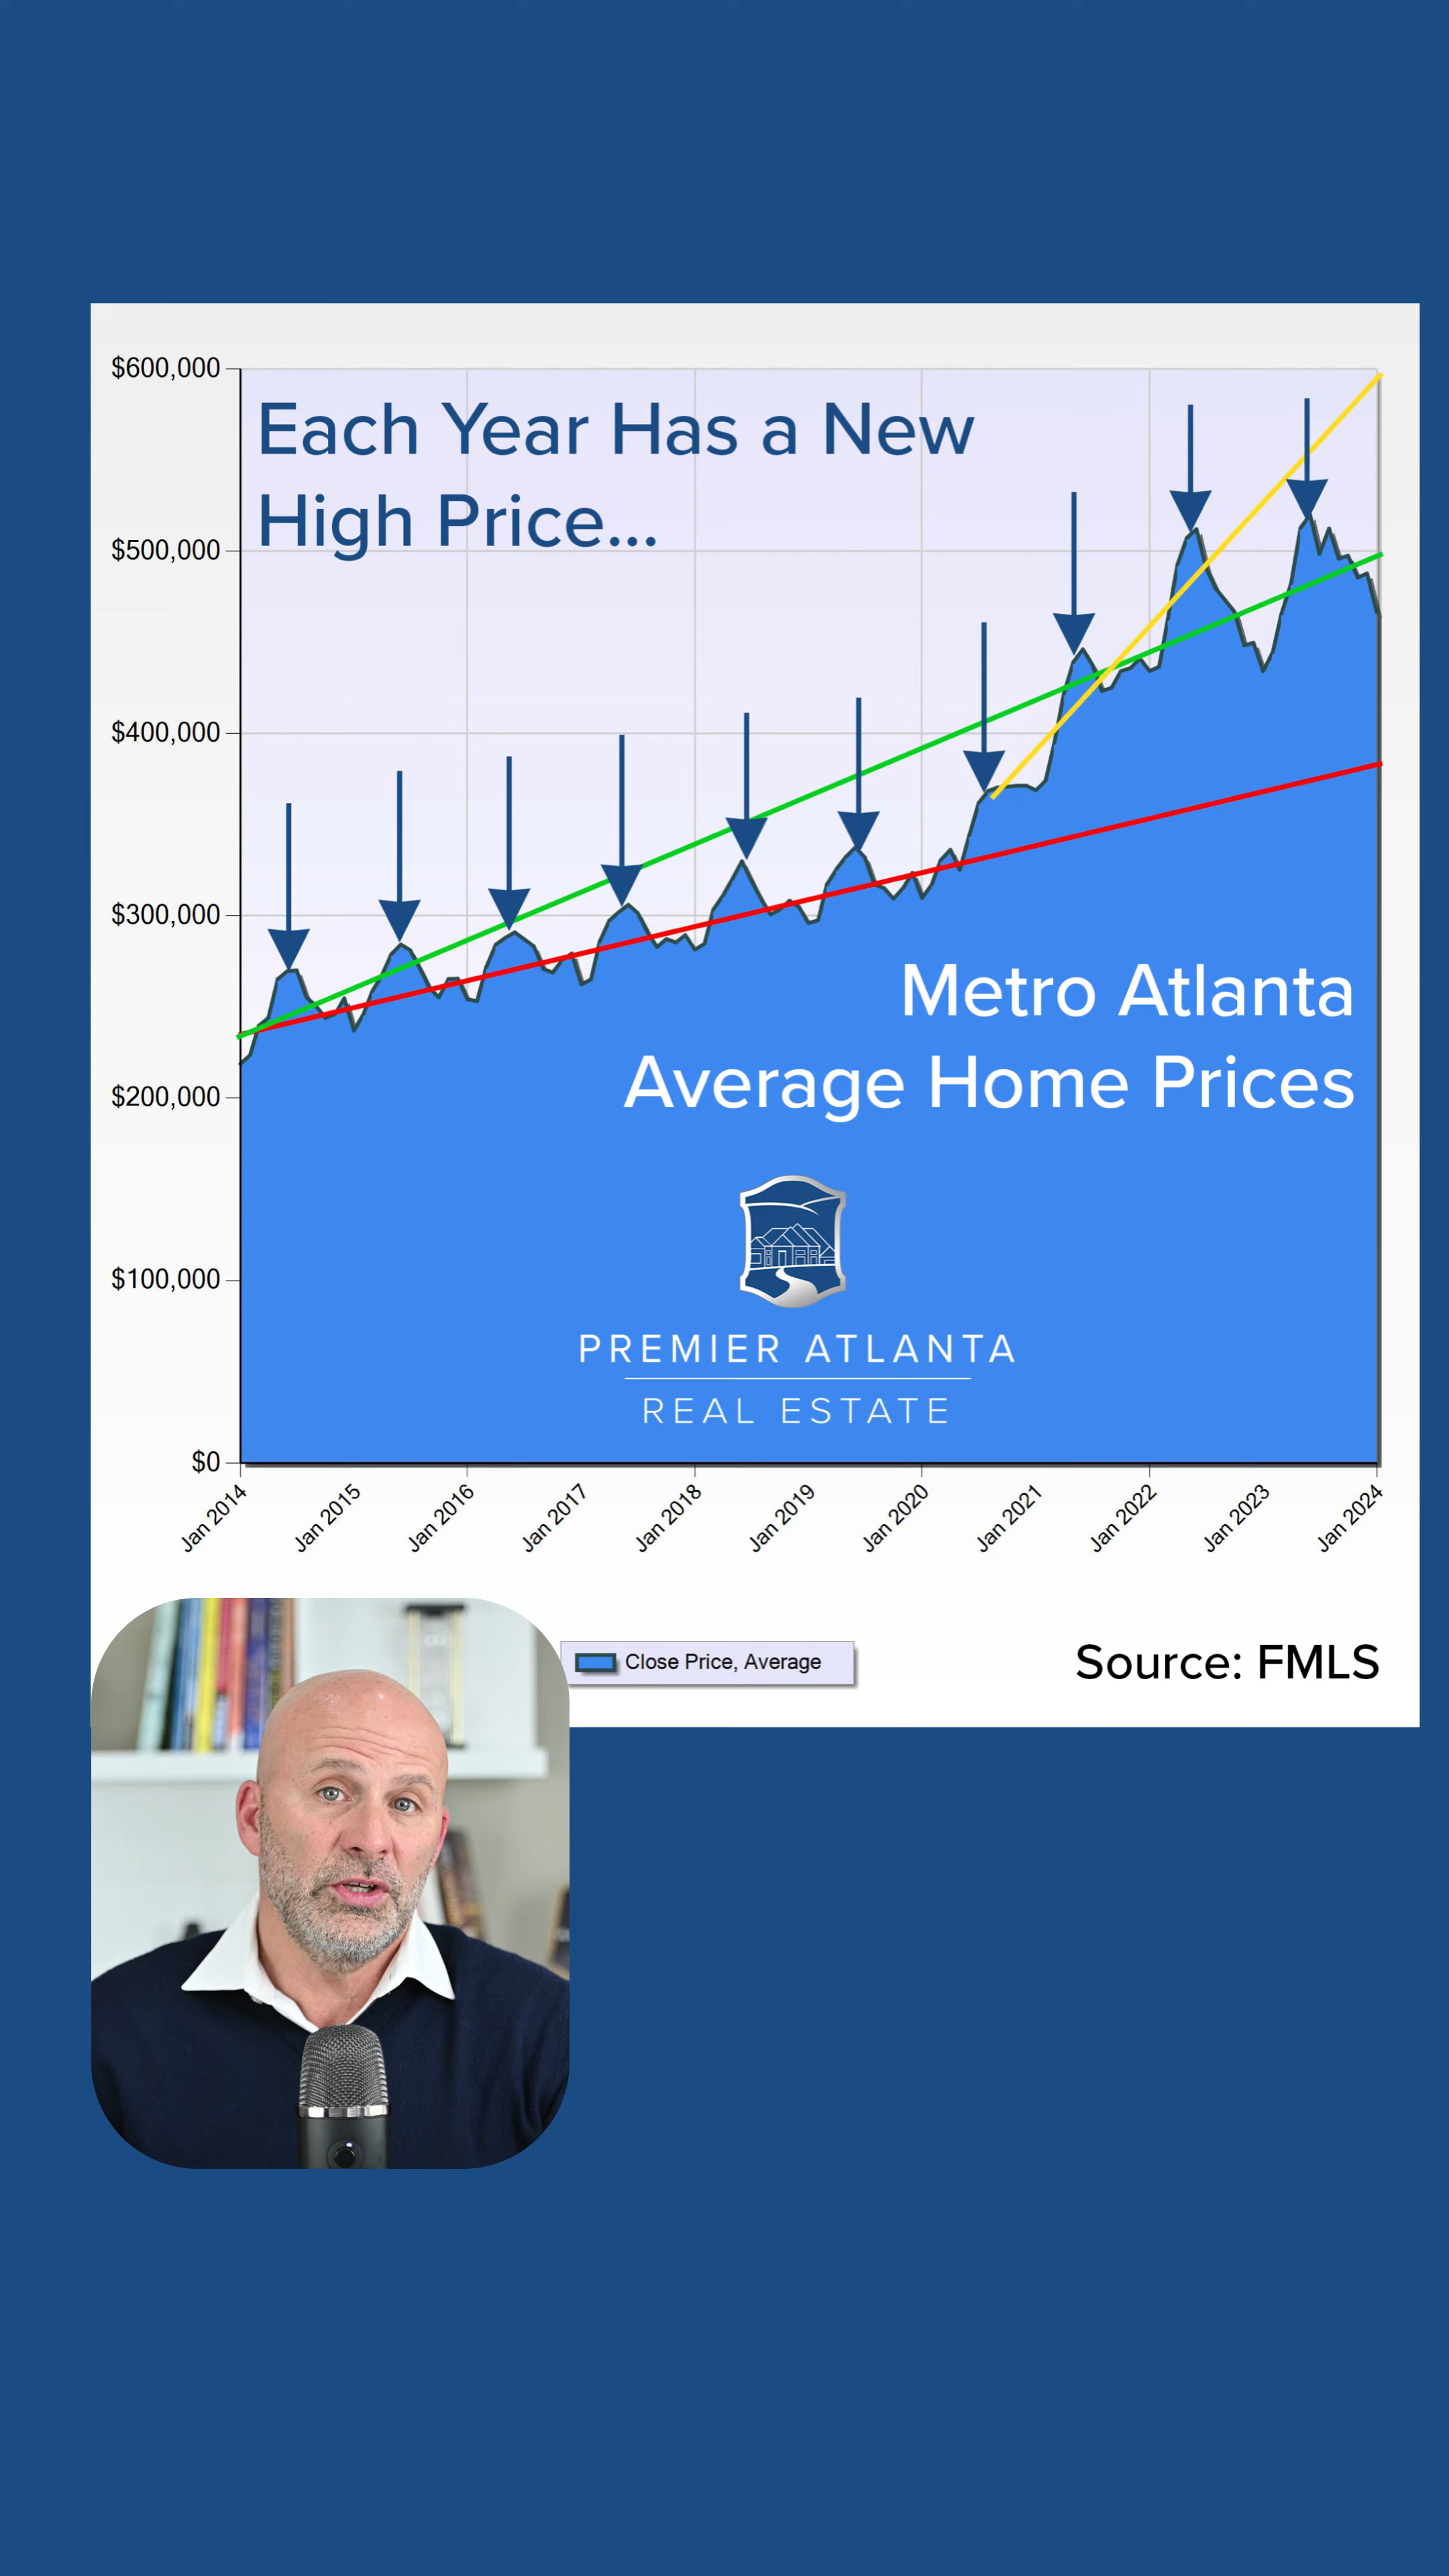 $600,000
Each Year Has a New
High Price...
$500,000
$400,000
$300,000
Metro Atlanta
Average Home Prices
$200,000
$100,000
PREMIER ATLANTA
REAL ESTATE
$0
Jan 2014
Jan 2015
Jan 2016
Jan 2017
Jan 2018
Jan 2019
Jan 2020
Jan 2021
Jan 2022
Jan 2023
Jan 2024
Close Price, Average
Source: FMLS